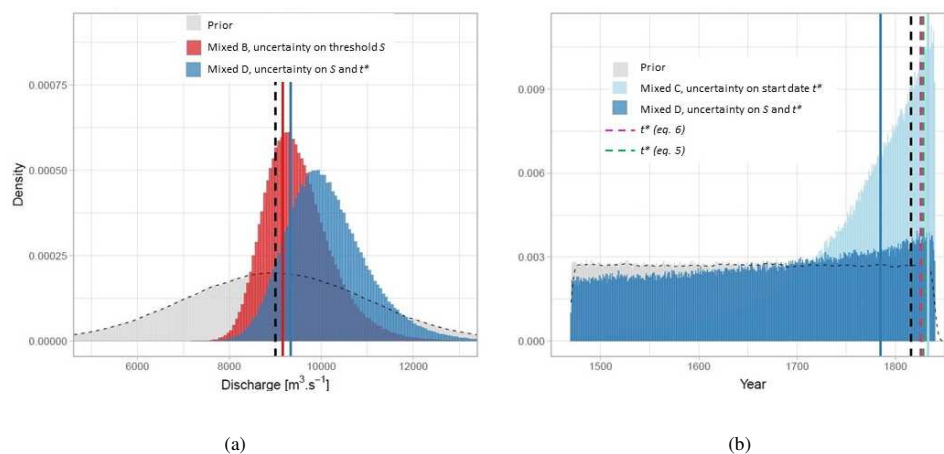 Prior
Mixed B, uncertainty on threshold S
Mixed D, uncertainty on S and t*
0.00075
0.00050
0.00025
0.00000
Density
6000 8000 10000 12000
Discharge [m³.s⁻¹]
(a)
Prior
Mixed C, uncertainty on start date t*
Mixed D, uncertainty on S and t*
t* (eq. 6)
t* (eq. 5)
0.009
0.006
0.003
0.000
1500 1600 1700 1800
Year
(b)